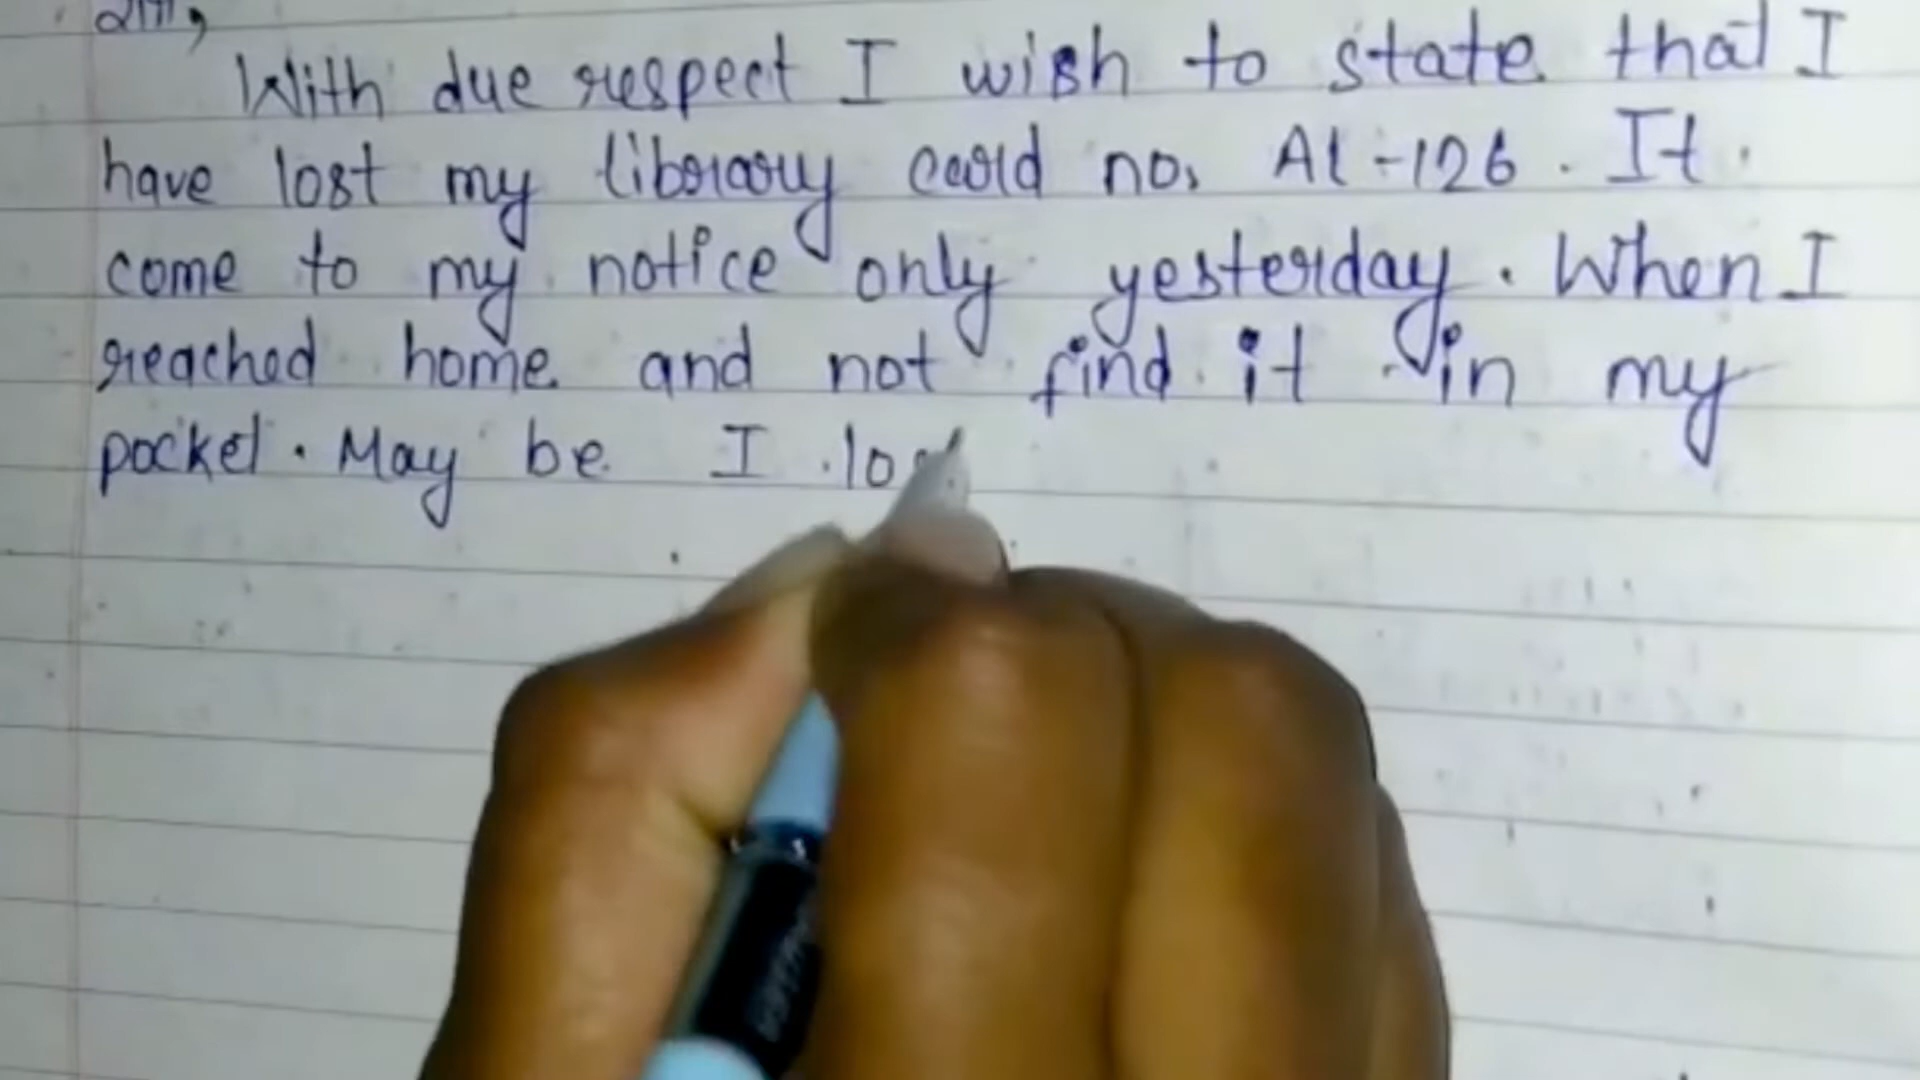 With due respect I wish to state that I
have lost my library card no. Al-126. It
come to my notice only yesterday. When I
reached home and not find it in my
pocket. May be I